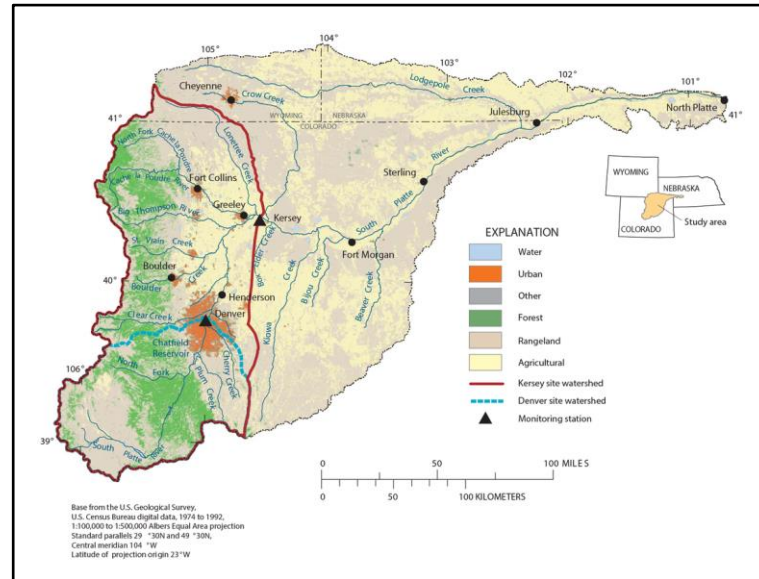 105°
104°
103°
102°
101°
Cheyenne
Crow Creek
Lodgepole
Creek
North Platte
41°
41°
WYOMING
NEBRASKA
COLORADO
Julesburg
North Fork
Cache la Poudre
Lonetree Creek
Cache la Poudre River
Fort Collins
Sterling
River
Platte
South
WYOMING
NEBRASKA
COLORADO
Study area
Big Thompson River
Greeley
Kersey
St. Vrain Creek
Fort Morgan
Boulder
Boulder
Creek
40°
Henderson
Box
Elder Creek
Kiowa
Creek
Bijou Creek
Beaver Creek
Clear Creek
Denver
Chatfield
Reservoir
106°
North
Fork
Plum Creek
Cherry Creek
39°
South
Platte
River
EXPLANATION
Water
Urban
Other
Forest
Rangeland
Agricultural
Kersey site watershed
Denver site watershed
Monitoring station
0
50
100 MILES
0
50
100 KILOMETERS
Base from the U.S. Geological Survey,
U.S. Census Bureau digital data, 1974 to 1992,
1:100,000 to 1:500,000 Albers Equal Area projection
Standard parallels 29 °30N and 49 °30N,
Central meridian 104 °W
Latitude of projection origin 23°W